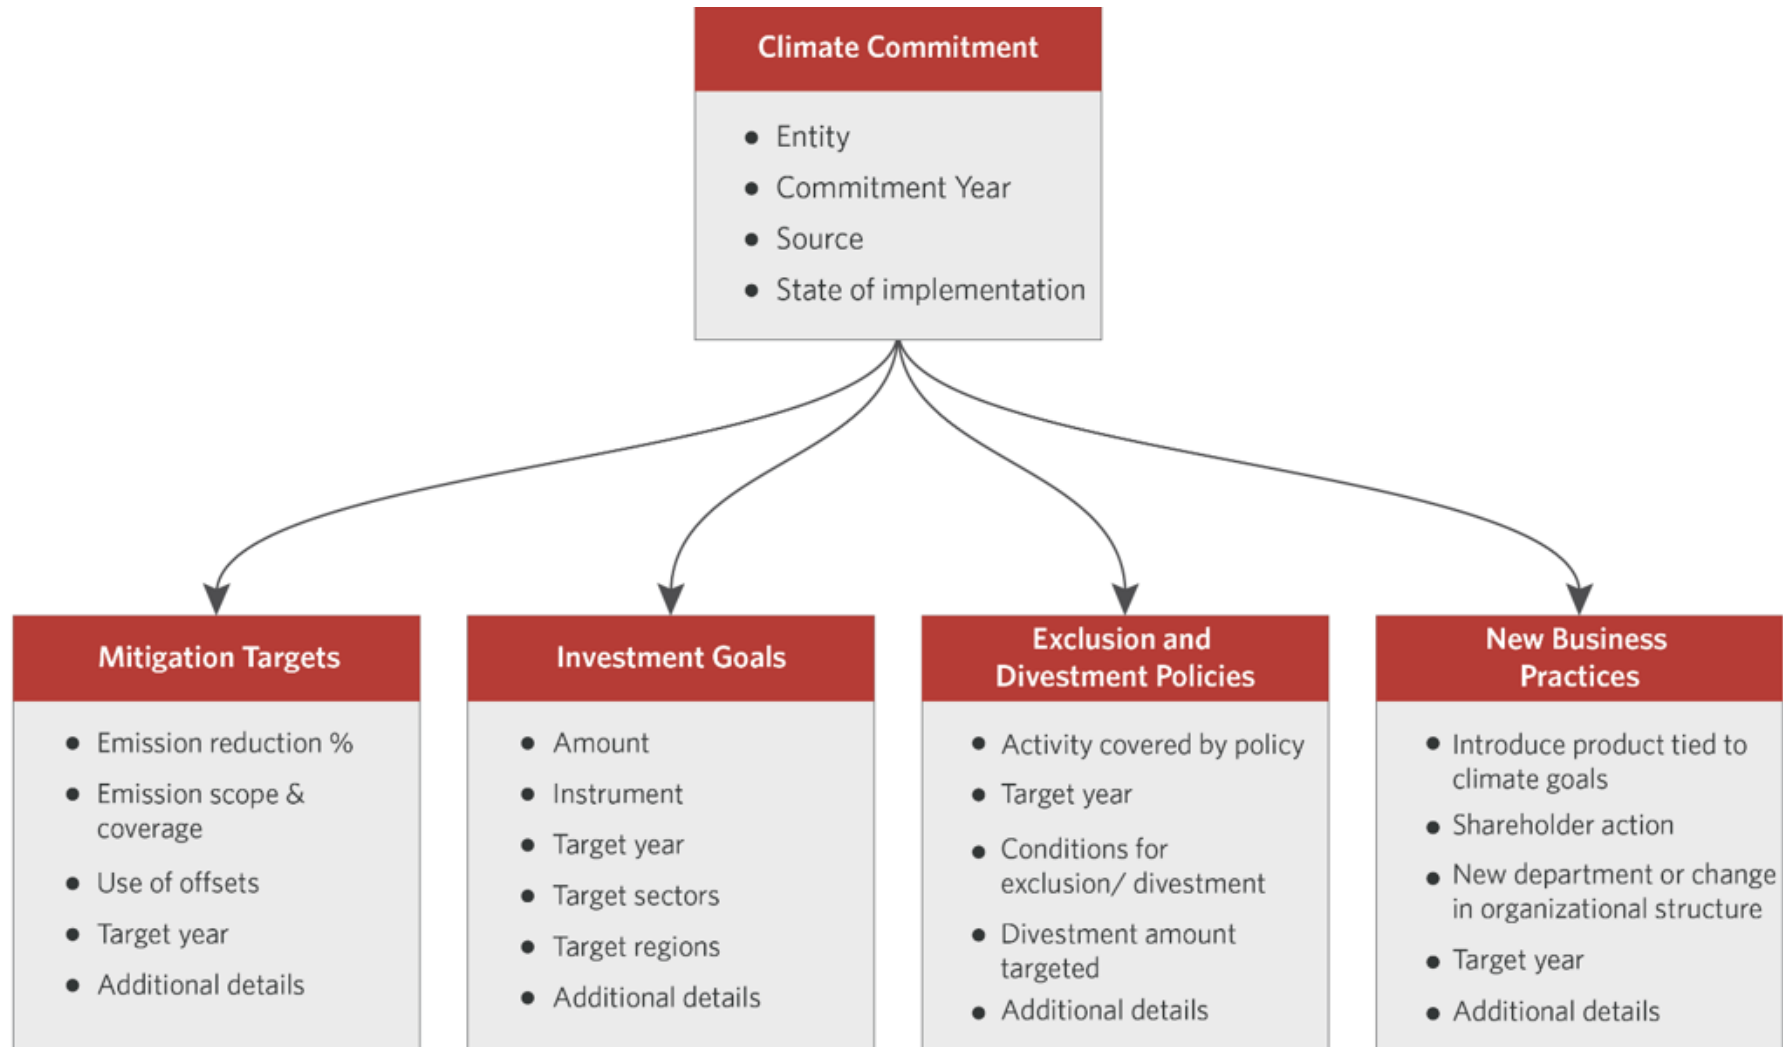 Climate Commitment
Entity
Commitment Year
Source
State of implementation
Mitigation Targets
Emission reduction %
Emission scope &
coverage
Use of offsets
Target year
Additional details
Investment Goals
Amount
Instrument
Target year
Target sectors
Target regions
Additional details
Exclusion and
Divestment Policies
Activity covered by policy
Target year
Conditions for
exclusion/ divestment
Divestment amount
targeted
Additional details
New Business
Practices
Introduce product tied to
climate goals
Shareholder action
New department or change
in organizational structure
Target year
Additional details